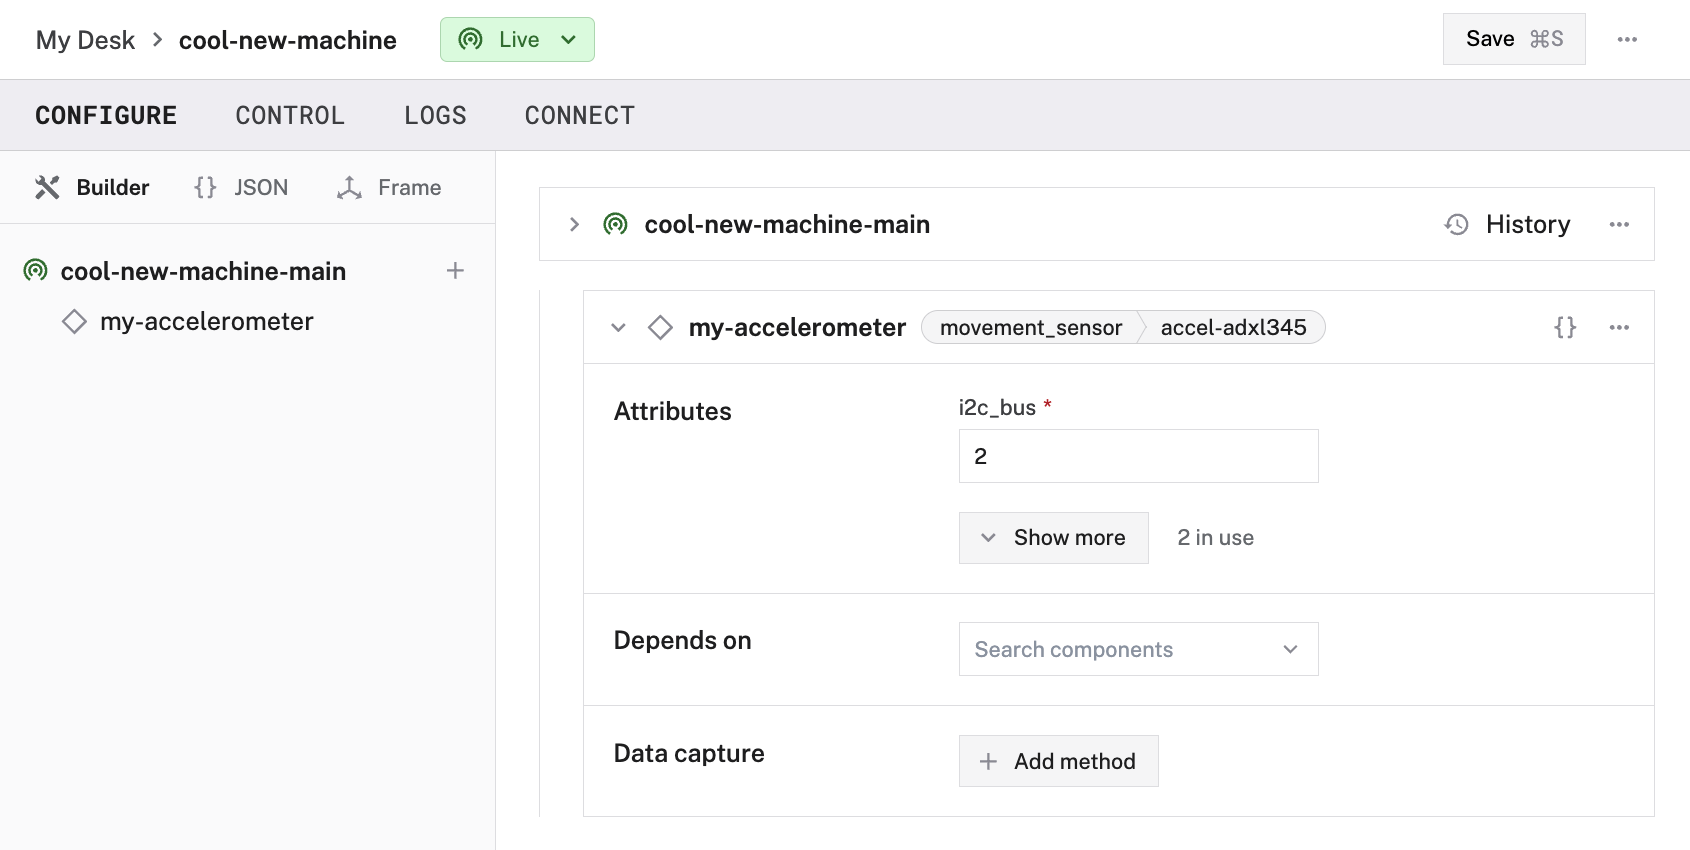 My Desk > cool-new-machine Live Save ⌘S ···
CONFIGURE CONTROL LOGS CONNECT
Builder {} JSON Frame
cool-new-machine-main +
my-accelerometer
cool-new-machine-main History ···
my-accelerometer movement_sensor accel-adxl345 {} ···
Attributes
i2c_bus *
2
Show more 2 in use
Depends on
Search components
Data capture
+ Add method